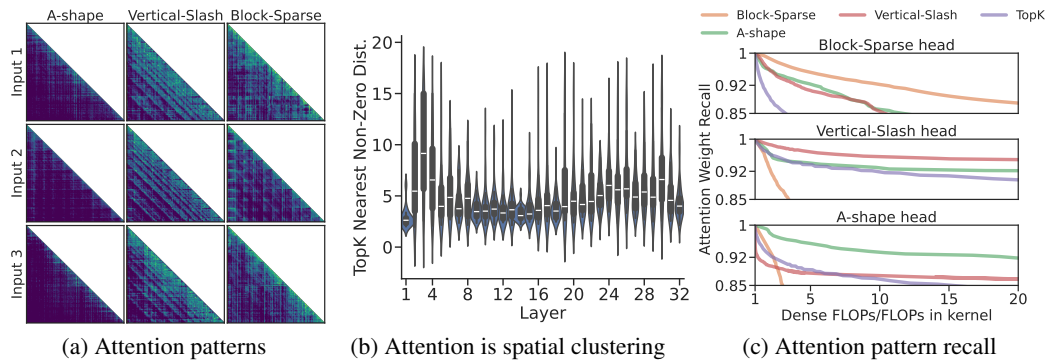 A-shape Vertical-Slash Block-Sparse
Input 1
Input 2
Input 3
(a) Attention patterns
TopK Nearest Non-Zero Dist.
20
15
10
5
0
1 4 8 12 16 20 24 28 32
Layer
(b) Attention is spatial clustering
Block-Sparse Vertical-Slash TopK
A-shape
Attention Weight Recall
Block-Sparse head
1
0.92
0.85
Vertical-Slash head
1
0.92
0.85
A-shape head
1
0.92
0.85
1 5 10 15 20
Dense FLOPs/FLOPs in kernel
(c) Attention pattern recall